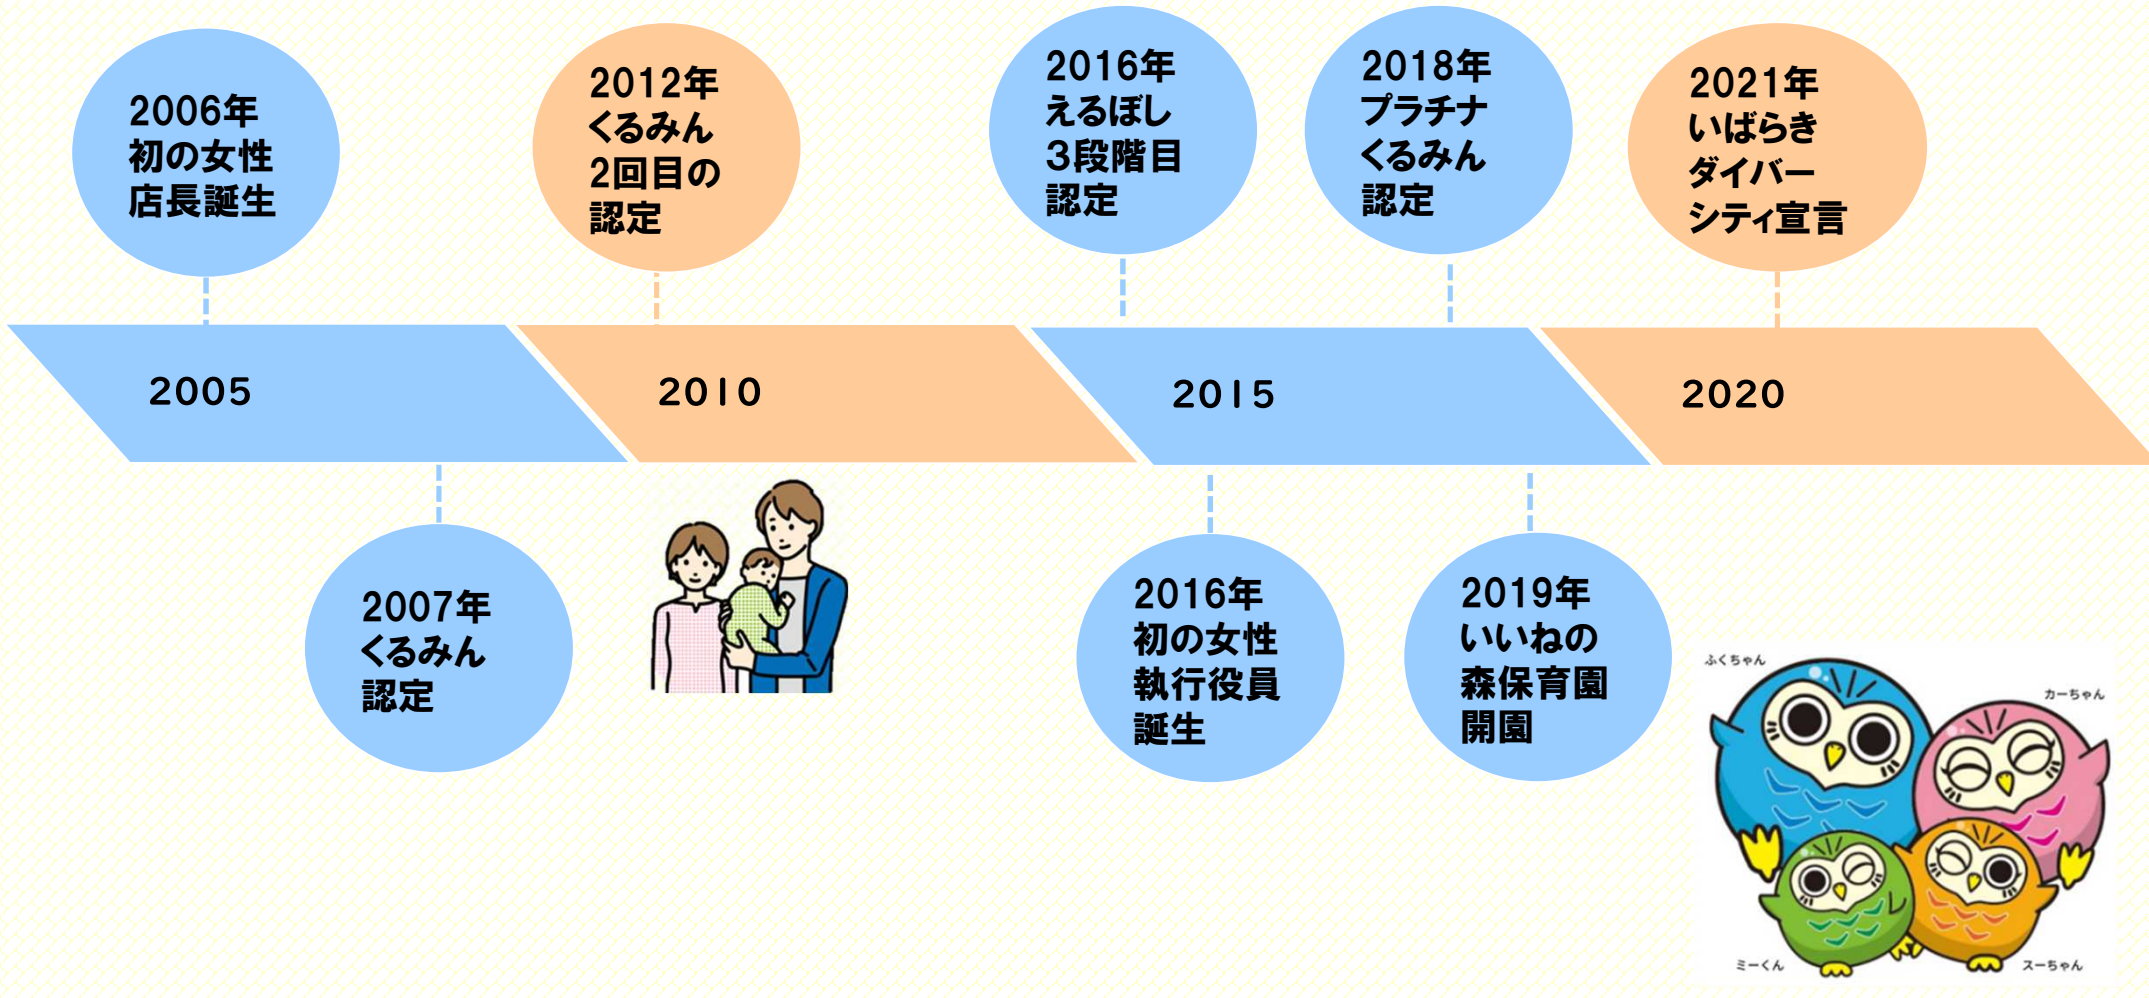 2006年
初の女性
店長誕生
2012年
くるみん
2回目の
認定
2016年
えるぼし
3段階目
認定
2018年
プラチナ
くるみん
認定
2021年
いばらき
ダイバー
シティ宣言
2005
2010
2015
2020
2007年
くるみん
認定
2016年
初の女性
執行役員
誕生
2019年
いいねの
森保育園
開園
ふくちゃん
カーちゃん
ミーくん
スーちゃん